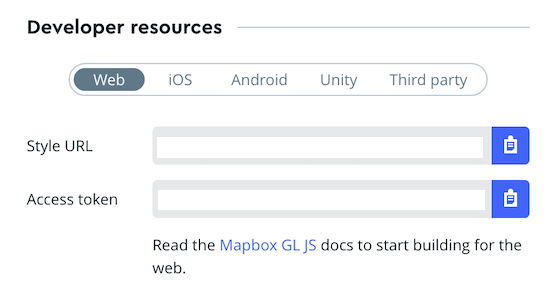 Developer resources
Web iOS Android Unity Third party
Style URL
Access token
Read the Mapbox GL JS docs to start building for the
web.